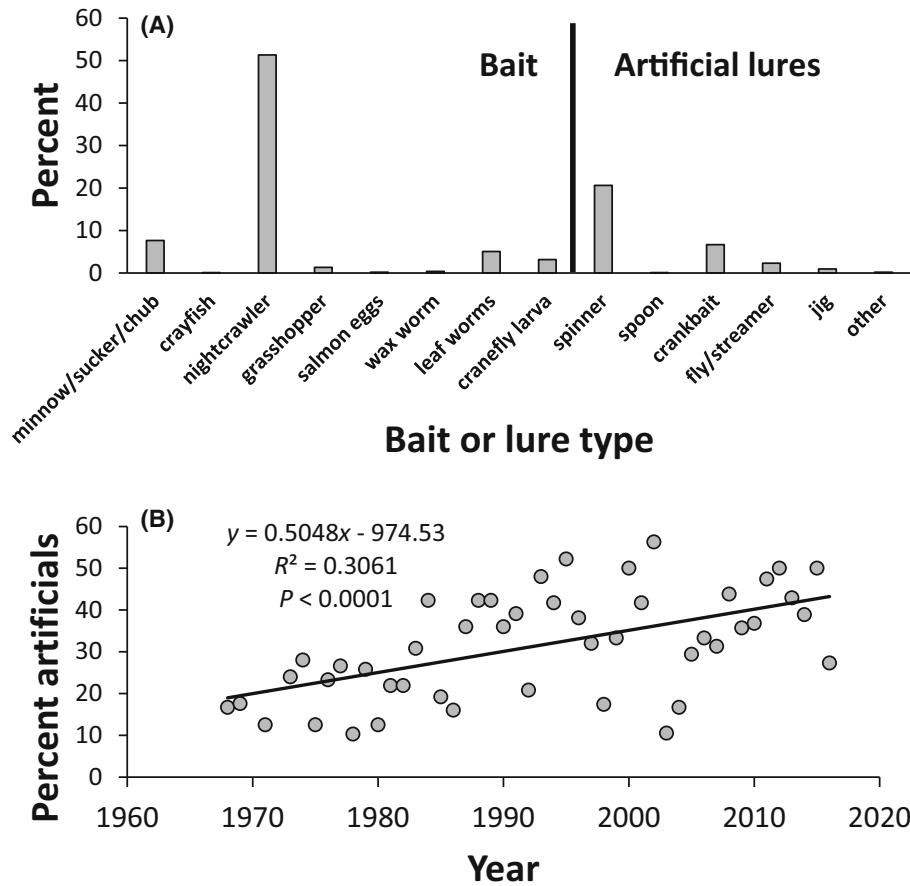 (A)
60
50
40
30
20
10
0
Percent
Bait
Artificial lures
minnow/sucker/chub
crayfish
nightcrawler
grasshopper
salmon eggs
wax worm
leaf worms
cranefly larva
spinner
spoon
crankbait
fly/streamer
jig
other
Bait or lure type
(B)
y = 0.5048x - 974.53
R² = 0.3061
P < 0.0001
60
50
40
30
20
10
0
Percent artificials
1960 1970 1980 1990 2000 2010 2020
Year